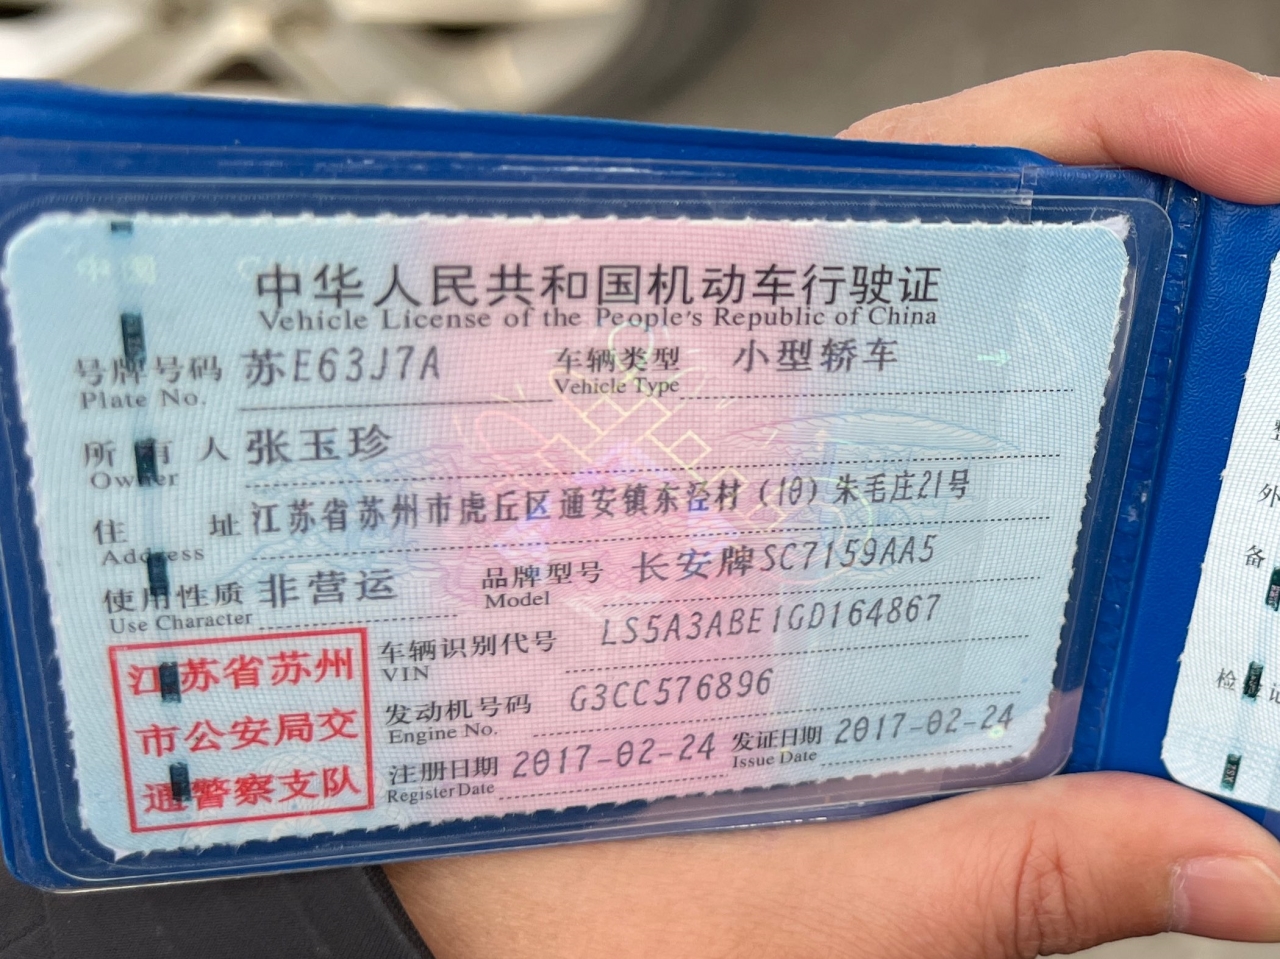 中华人民共和国机动车行驶证
Vehicle License of the People's Republic of China
号牌号码 苏E63J7A 车辆类型 小型轿车
Plate No. Vehicle Type
所有人 张玉珍
Owner
住址 江苏省苏州市虎丘区通安镇东泾村（10）朱毛庄21号
Address
使用性质 非营运 品牌型号 长安牌SC7159AA5
Use Character Model
车辆识别代号 LS5A3ABE1GD164867
VIN
发动机号码 G3CC576896
Engine No.
注册日期 2017-02-24 发证日期 2017-02-24
Register Date Issue Date
江苏省苏州
市公安局交
通警察支队
外
备
检